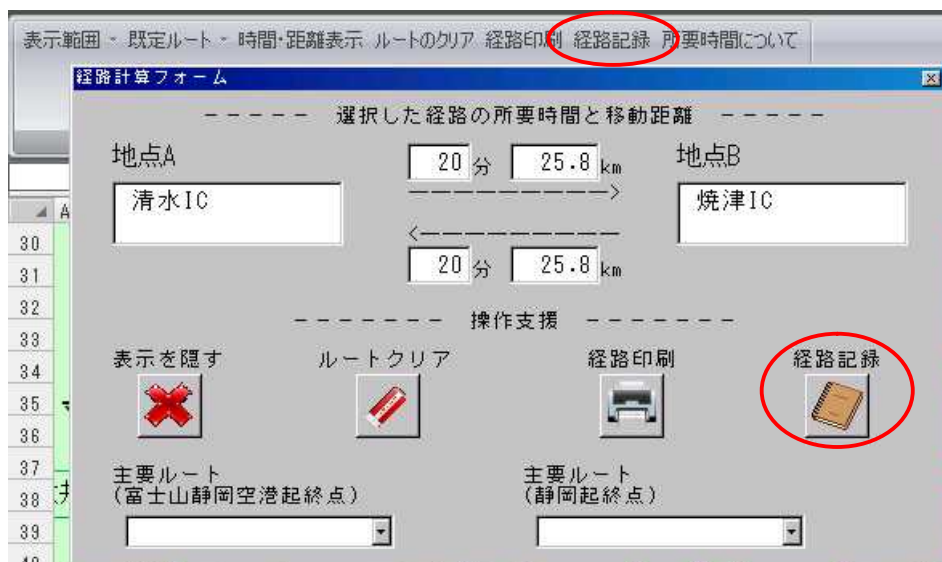 表示範囲 既定ルート 時間・距離表示 ルートのクリア 経路印刷 経路記録 所要時間について
経路計算フォーム
----- 選択した経路の所要時間と移動距離 -----
地点A
20 分 25.8 km
地点B
清水IC
--------------->
焼津IC
<---------------
20 分 25.8 km
------- 操作支援 -------
表示を隠す ルートクリア 経路印刷 経路記録
主要ルート
(富士山静岡空港起終点)
主要ルート
(静岡起終点)
A
30
31
32
33
34
35
36
37
38
39